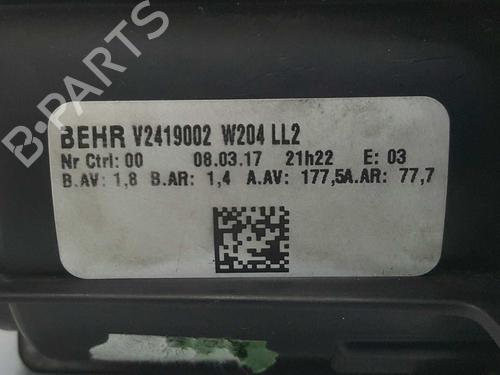 B-PARTS
BEHR V2419002 W204 LL2
Nr Ctrl: 00 08.03.17 21h22 E: 03
B.AV: 1,8 B.AR: 1,4 A.AV: 177,5A.AR: 77,7